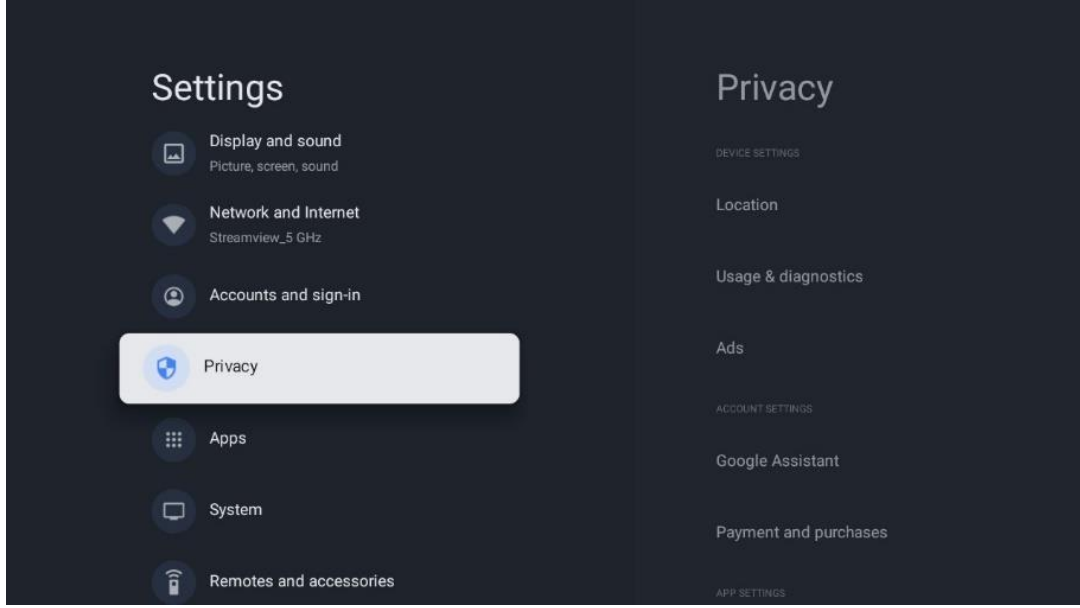 Settings
Display and sound
Picture, screen, sound
Network and Internet
Streamview_5 GHz
Accounts and sign-in
Privacy
Apps
System
Remotes and accessories
Privacy
DEVICE SETTINGS
Location
Usage & diagnostics
Ads
ACCOUNT SETTINGS
Google Assistant
Payment and purchases
APP SETTINGS